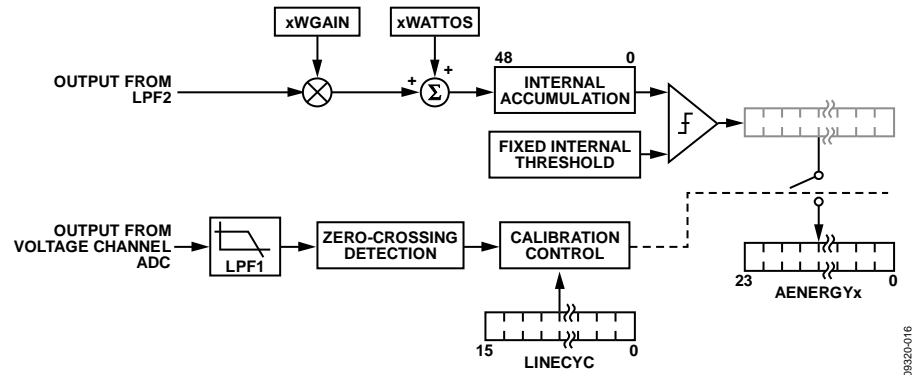 xWGAIN
xWATTOS
+
+
Σ
OUTPUT FROM
LPF2
48
0
INTERNAL
ACCUMULATION
FIXED INTERNAL
THRESHOLD
OUTPUT FROM
VOLTAGE CHANNEL
ADC
LPF1
ZERO-CROSSING
DETECTION
CALIBRATION
CONTROL
23
0
AENERGYx
15
0
LINECYC
09320-016